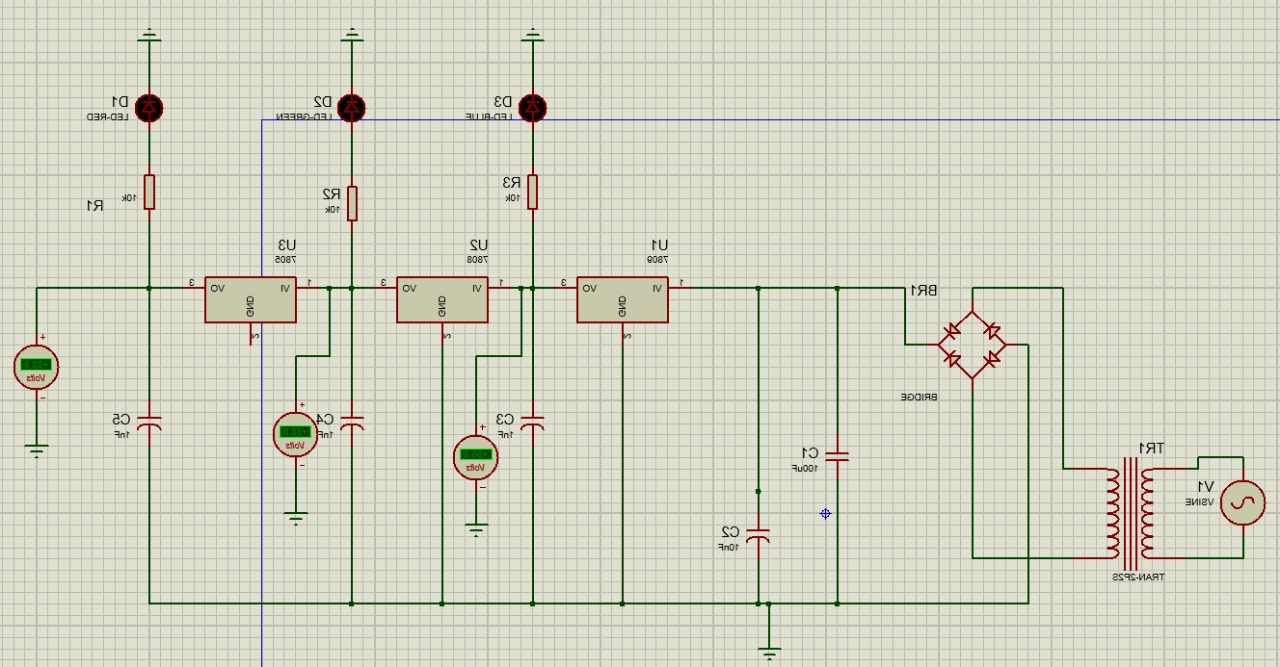 D1
LED-RED
D2
LED-GREEN
D3
LED-BLUE
R1
10k
R2
10k
R3
10k
U3
7805
U2
7808
U1
7809
3
VO
VI
1
GND
2
3
VO
VI
1
GND
2
3
VO
VI
1
GND
2
BR1
BRIDGE
+
Volts
-
+
Volts
-
+
Volts
-
C5
1nF
C4
1nF
C3
1nF
C1
100uF
C2
10nF
TR1
TRAN-2P2S
V1
VSINE